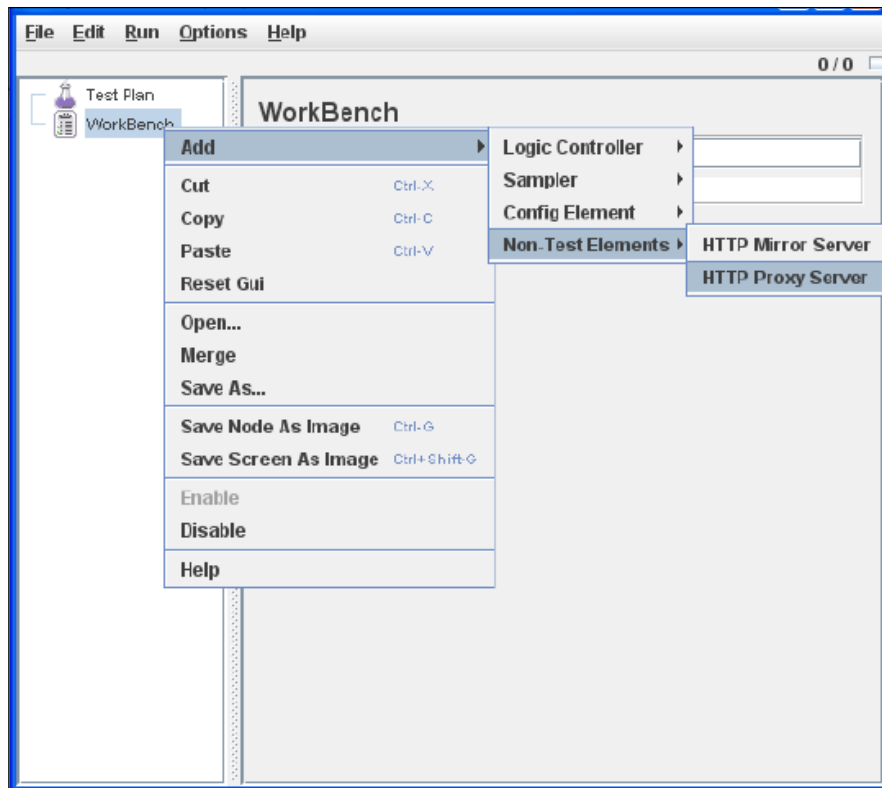 File Edit Run Options Help
0 / 0
Test Plan
WorkBench
WorkBench
Add
Cut Ctrl-X
Copy Ctrl-C
Paste Ctrl-V
Reset Gui
Open...
Merge
Save As...
Save Node As Image Ctrl-G
Save Screen As Image Ctrl+Shift-G
Enable
Disable
Help
Logic Controller
Sampler
Config Element
Non-Test Elements
HTTP Mirror Server
HTTP Proxy Server